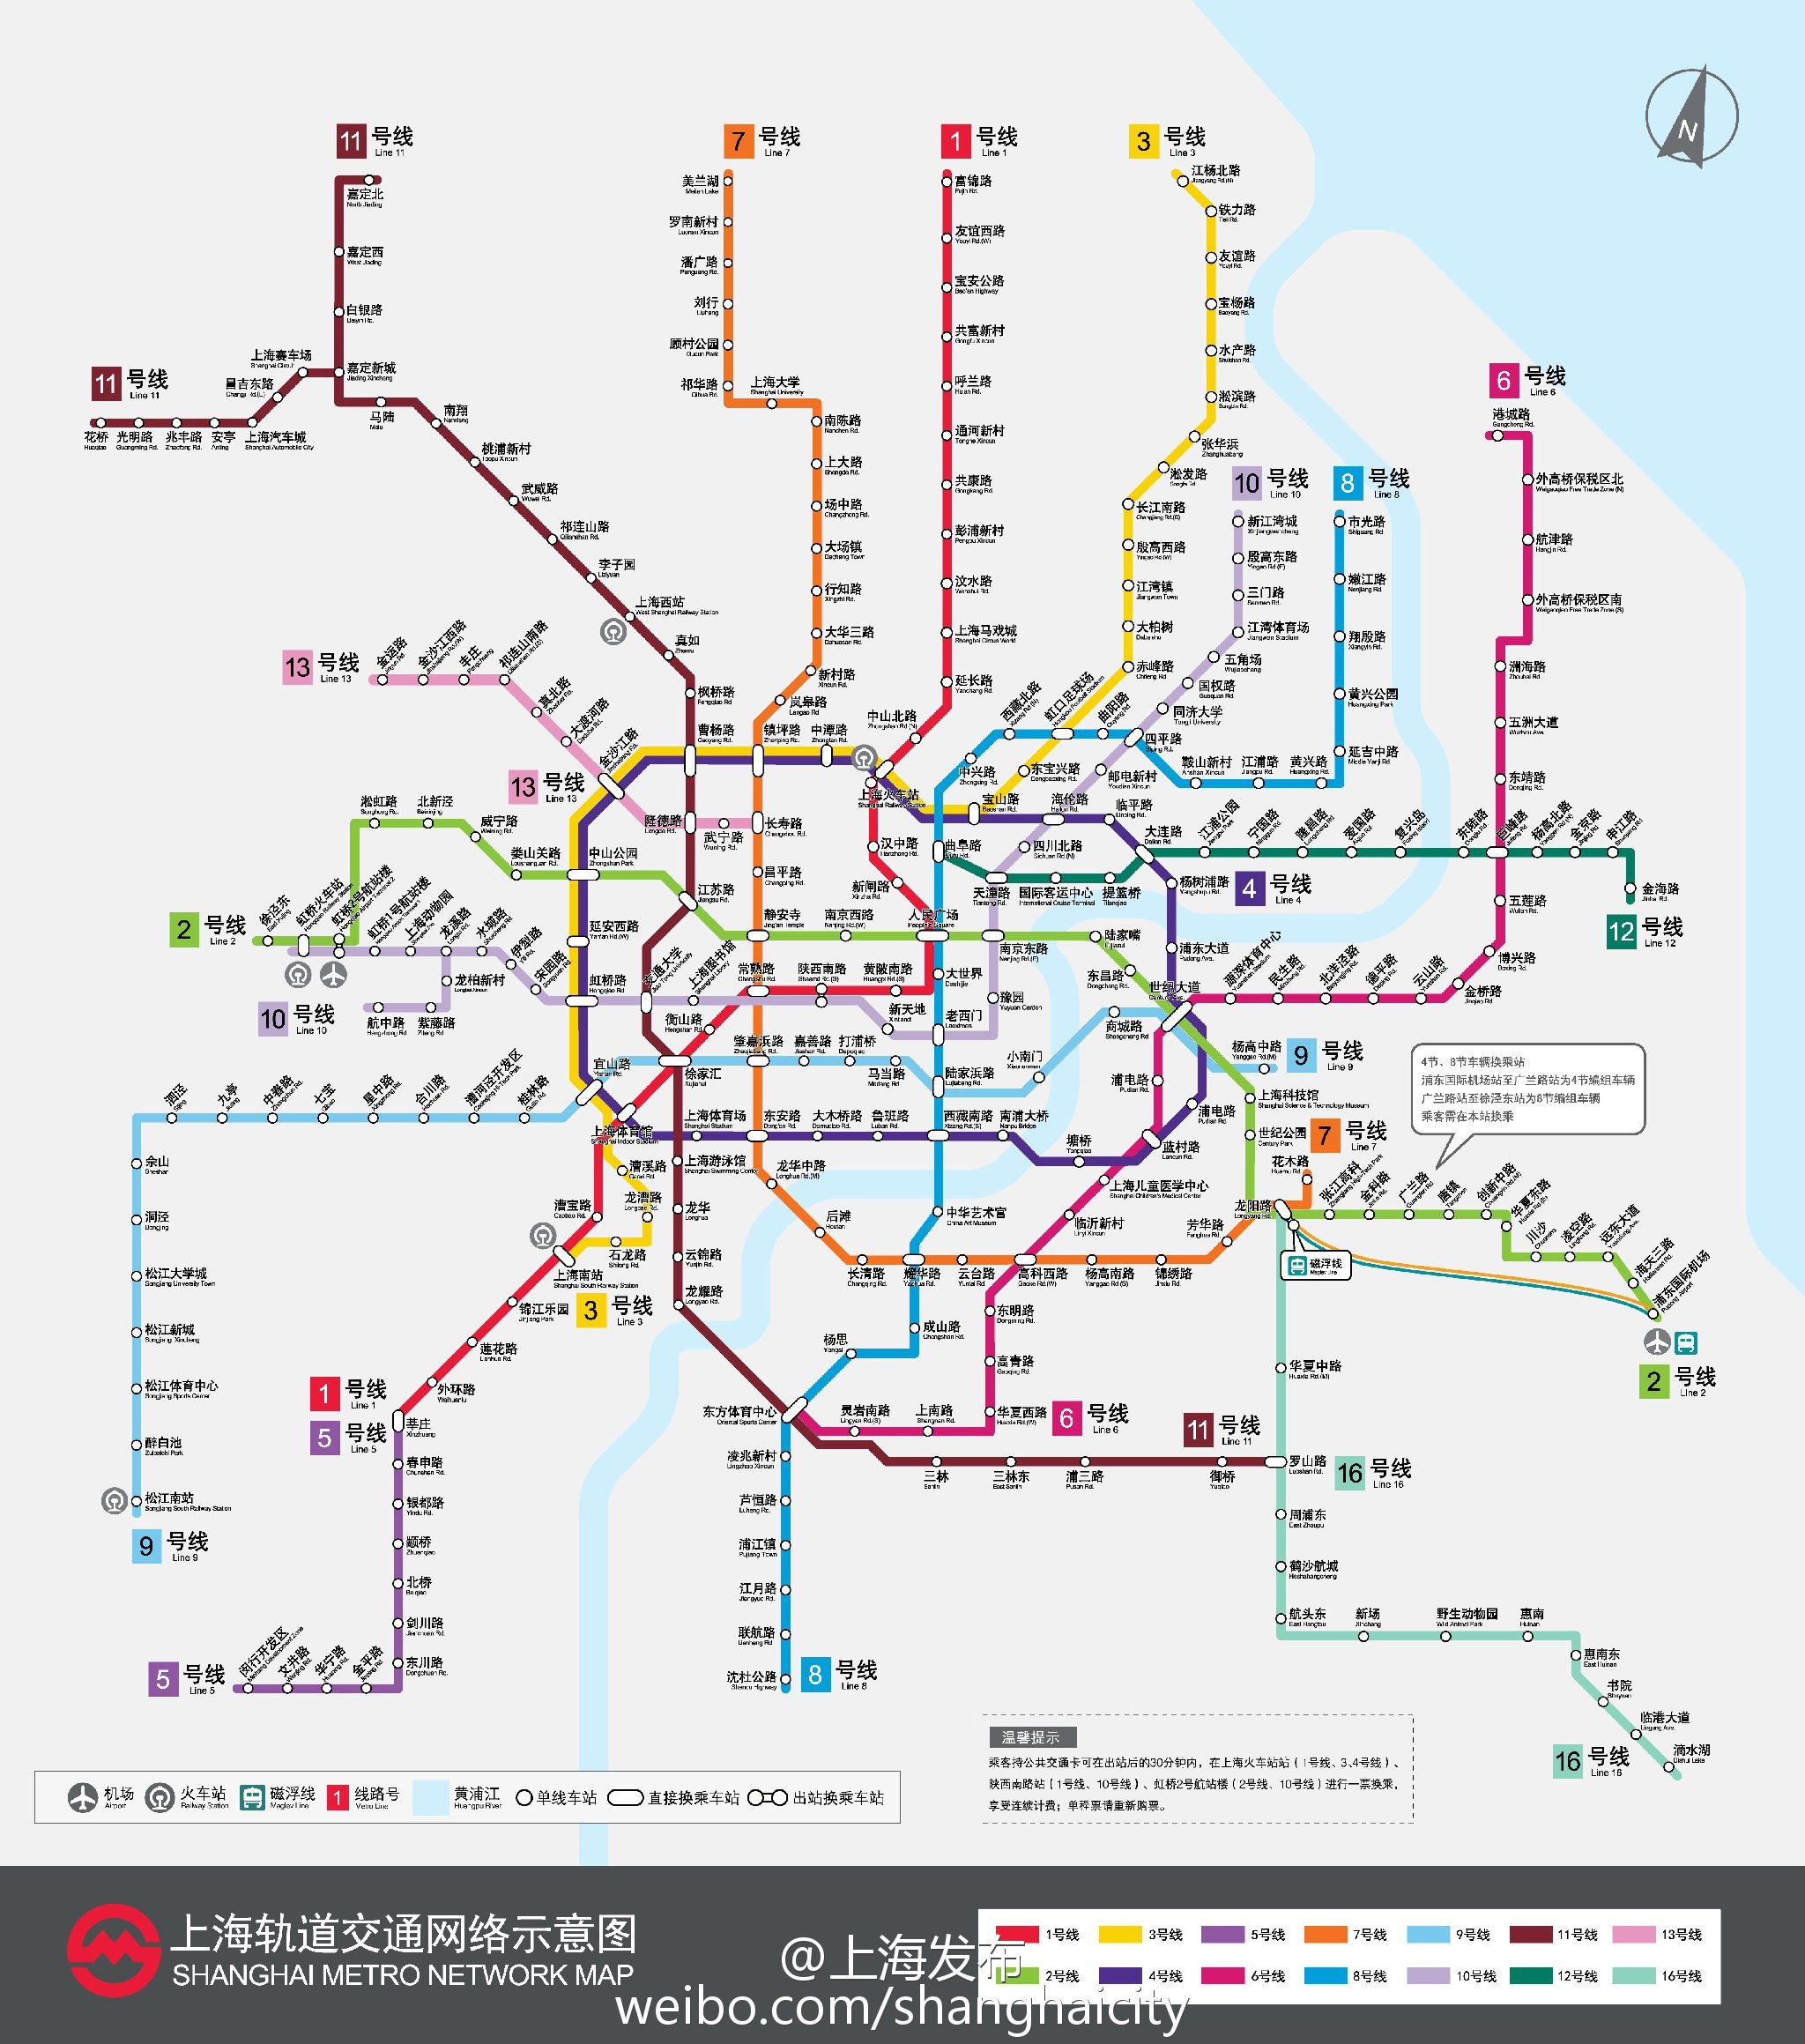 11 号线
Line 11
7 号线
Line 7
1 号线
Line 1
3 号线
Line 3
N
嘉定北
North Jiading
嘉定西
West Jiading
白银路
Baiyin Rd.
嘉定新城
Jiading Xincheng
上海赛车场
Shanghai Circuit
昌吉东路
11 号线
Line 11
花桥
Huaqiao
光明路
Guangming Rd.
兆丰路
Zhaofeng Rd.
安亭
Anting
上海汽车城
Shanghai Automobile City
马陆
Malu
南翔
Nanxiang
桃浦新村
Taopu Xincun
武威路
Wuwei Rd.
祁连山路
Qilianshan Rd.
李子园
Liziyuan
上海西站
West Shanghai Railway Station
真如
Zhenru
枫桥路
Fengqiao Rd.
曹杨路
Caoyang Rd.
隆德路
Longde Rd.
江苏路
Jiangsu Rd.
交通大学
Jiao Tong University
徐家汇
Xujiahui
上海游泳馆
Shanghai Swimming Center
龙华
Longhua
云锦路
Yunjin Rd.
龙耀路
Longyao Rd.
东方体育中心
Oriental Sports Center
三林
Sanlin
三林东
East Sanlin
浦三路
Pusan Rd.
御桥
Yuqiao
罗山路
Luoshan Rd.
11 号线
Line 11
美兰湖
Meilan Lake
罗南新村
Luonan Xincun
潘广路
Panguang Rd.
刘行
Liuhang
顾村公园
Gucun Park
祁华路
Qihua Rd.
上海大学
Shanghai University
南陈路
Nanchen Rd.
上大路
Shangda Rd.
场中路
Changzhong Rd.
大场镇
Dachang Town
行知路
Xingzhi Rd.
大华三路
Dahuasan Rd.
新村路
Xincun Rd.
岚皋路
Langao Rd.
镇坪路
Zhenping Rd.
长寿路
Changshou Rd.
昌平路
Changping Rd.
静安寺
Jing'an Temple
常熟路
Changshu Rd.
肇嘉浜路
Zhaojiabang Rd.
东安路
Dong'an Rd.
龙华中路
Longhua Rd.(M)
后滩
Houtan
长清路
Changqing Rd.
耀华路
Yaohua Rd.
云台路
Yuntai Rd.
高科西路
Gaoke Rd.(W)
杨高南路
Yanggao Rd.(S)
锦绣路
Jinxiu Rd.
芳华路
Fanghua Rd.
龙阳路
Longyang Rd.
花木路
Huamu Rd.
7 号线
Line 7
富锦路
Fujin Rd.
友谊西路
Youyi Rd.(W)
宝安公路
Bao'an Highway
共富新村
Gongfu Xincun
呼兰路
Hulan Rd.
通河新村
Tonghe Xincun
共康路
Gongkang Rd.
彭浦新村
Pengpu Xincun
汶水路
Wenshui Rd.
上海马戏城
Shanghai Circus World
延长路
Yanchang Rd.
中山北路
Zhongshan Rd.(N)
上海火车站
Shanghai Railway Station
汉中路
Hanzhong Rd.
新闸路
Xinzha Rd.
人民广场
People's Square
黄陂南路
Huangpi Rd.(S)
陕西南路
Shaanxi Rd.(S)
衡山路
Hengshan Rd.
上海体育馆
Shanghai Indoor Stadium
漕宝路
Caobao Rd.
上海南站
Shanghai South Railway Station
锦江乐园
Jinjiang Park
莲花路
Lianhua Rd.
外环路
Waihuanlu
莘庄
Xinzhuang
1 号线
Line 1
5 号线
Line 5
春申路
Chunshen Rd.
银都路
Yindu Rd.
颛桥
Zhuanqiao
北桥
Beiqiao
剑川路
Jianchuan Rd.
东川路
Dongchuan Rd.
金平路
Jinping Rd.
华宁路
Huaning Rd.
文井路
Wenjing Rd.
闵行开发区
Minhang Development Zone
5 号线
Line 5
江杨北路
Jiangyang Rd.(N)
铁力路
Tieli Rd.
友谊路
Youyi Rd.
宝杨路
Baoyang Rd.
水产路
Shuichan Rd.
淞滨路
Songbin Rd.
张华浜
Zhanghuabang
淞发路
Songfa Rd.
长江南路
Changjiang Rd.(S)
殷高西路
Yingao Rd.(W)
江湾镇
Jiangwan Town
大柏树
Dabaishu
赤峰路
Chifeng Rd.
虹口足球场
Hongkou Football Stadium
东宝兴路
Dongbaoxing Rd.
宝山路
Baoshan Rd.
中潭路
Zhongtan Rd.
金沙江路
Jinshajiang Rd.
中山公园
Zhongshan Park
延安西路
Yan'an Rd.(W)
虹桥路
Hongqiao Rd.
宜山路
Yishan Rd.
漕溪路
Caoxi Rd.
龙漕路
Longcao Rd.
石龙路
Shilong Rd.
3 号线
Line 3
10 号线
Line 10
新江湾城
Xinjiangwancheng
殷高东路
Yingao Rd.(E)
三门路
Sanmen Rd.
江湾体育场
Jiangwan Stadium
五角场
Wujiaochang
国权路
Guoquan Rd.
同济大学
Tongji University
四平路
Siping Rd.
邮电新村
Youdian Xincun
海伦路
Hailun Rd.
四川北路
Sichuan Rd.(N)
天潼路
Tiantong Rd.
南京东路
Nanjing Rd.(E)
豫园
Yuyuan Garden
老西门
Laoximen
新天地
Xintiandi
上海图书馆
Shanghai Library
宋园路
Songyuan Rd.
伊犁路
Yili Rd.
水城路
Shuicheng Rd.
龙溪路
Longxi Rd.
上海动物园
Shanghai Zoo
虹桥1号航站楼
Hongqiao Airport Terminal 1
虹桥2号航站楼
Hongqiao Airport Terminal 2
虹桥火车站
Hongqiao Railway Station
龙柏新村
Longbai Xincun
紫藤路
Ziteng Rd.
航中路
Hangzhong Rd.
10 号线
Line 10
8 号线
Line 8
市光路
Shiguang Rd.
嫩江路
Nenjiang Rd.
翔殷路
Xiangyin Rd.
黄兴公园
Huangxing Park
延吉中路
Middle Yanji Rd.
黄兴路
Huangxing Rd.
江浦路
Jiangpu Rd.
鞍山新村
Anshan Xincun
曲阳路
Quyang Rd.
西藏北路
Xizang Rd.(N)
中兴路
Zhongxing Rd.
曲阜路
Qufu Rd.
大世界
Dashijie
陆家浜路
Lujiabang Rd.
西藏南路
Xizang Rd.(S)
中华艺术宫
China Art Museum
成山路
Chengshan Rd.
杨思
Yangsi
凌兆新村
Lingzhao Xincun
芦恒路
Luheng Rd.
浦江镇
Pujiang Town
江月路
Jiangyue Rd.
联航路
Lianhang Rd.
沈杜公路
Shendu Highway
8 号线
Line 8
6 号线
Line 6
港城路
Gangcheng Rd.
外高桥保税区北
Waigaoqiao Free Trade Zone (N)
航津路
Hangjin Rd.
外高桥保税区南
Waigaoqiao Free Trade Zone (S)
洲海路
Zhouhai Rd.
五洲大道
Wuzhou Ave.
东靖路
Dongjing Rd.
巨峰路
Jufeng Rd.
五莲路
Wulian Rd.
博兴路
Boxing Rd.
金桥路
Jinqiao Rd.
云山路
Yunshan Rd.
德平路
Deping Rd.
北洋泾路
Beiyangjing Rd.
民生路
Minsheng Rd.
源深体育中心
Yuanshen Stadium
世纪大道
Century Ave.
浦电路
Pudian Rd.
蓝村路
Lancun Rd.
上海儿童医学中心
Shanghai Children's Medical Center
临沂新村
Linyi Xincun
东明路
Dongming Rd.
高青路
Gaoqing Rd.
华夏西路
Huaxia Rd.(W)
上南路
Shangnan Rd.
灵岩南路
Lingyan Rd.(S)
6 号线
Line 6
13 号线
Line 13
金运路
Jinyun Rd.
金沙江西路
Jinshajiang Rd.(W)
丰庄
Fengzhuang
祁连山南路
Qilianshan Rd.(S)
真北路
Zhenbei Rd.
大渡河路
Daduhe Rd.
13 号线
Line 13
武宁路
Wuning Rd.
2 号线
Line 2
徐泾东
East Xujing
淞虹路
Songhong Rd.
北新泾
Beixinjing
威宁路
Weining Rd.
娄山关路
Loushanguan Rd.
南京西路
Nanjing Rd.(W)
陆家嘴
Lujiazui
东昌路
Dongchang Rd.
上海科技馆
Shanghai Science & Technology Museum
世纪公园
Century Park
张江高科
Zhangjiang High-Tech Park
金科路
Jinke Rd.
广兰路
Guanglan Rd.
唐镇
Tangzhen
创新中路
Chuangxin Rd.(M)
华夏东路
Huaxia Rd.(E)
川沙
Chuansha
凌空路
Lingkong Rd.
远东大道
Yuandong Ave.
海天三路
Haitiansan Rd.
浦东国际机场
Pudong Airport
2 号线
Line 2
磁浮线
Maglev Line
临平路
Linping Rd.
大连路
Dalian Rd.
杨树浦路
Yangshupu Rd.
4 号线
Line 4
浦东大道
Pudong Ave.
浦电路
Pudian Rd.
塘桥
Tangqiao
南浦大桥
Nanpu Bridge
鲁班路
Luban Rd.
大木桥路
Damuqiao Rd.
上海体育场
Shanghai Stadium
国际客运中心
International Cruise Terminal
提篮桥
Tilanqiao
江浦公园
Jiangpu Park
宁国路
Ningguo Rd.
隆昌路
Longchang Rd.
爱国路
Aiguo Rd.
复兴岛
Fuxing Island
东陆路
Donglu Rd.
杨高北路
Yanggao Rd.(N)
金京路
Jinjing Rd.
申江路
Shenjiang Rd.
金海路
Jinhai Rd.
12 号线
Line 12
杨高中路
Yanggao Rd.(M)
9 号线
Line 9
商城路
Shangcheng Rd.
小南门
Xiaonanmen
马当路
Madang Rd.
打浦桥
Dapuqiao
嘉善路
Jiashan Rd.
桂林路
Guilin Rd.
漕河泾开发区
Caohejing Hi-Tech Park
合川路
Hechuan Rd.
星中路
Xingzhong Rd.
七宝
Qibao
中春路
Zhongchun Rd.
九亭
Jiuting
泗泾
Sijing
佘山
Sheshan
洞泾
Dongjing
松江大学城
Songjiang University Town
松江新城
Songjiang Xincheng
松江体育中心
Songjiang Sports Center
醉白池
Zuibaichi Park
松江南站
Songjiang South Railway Station
9 号线
Line 9
4节、8节车辆换乘站
浦东国际机场站至广兰路站为4节编组车辆
广兰路站至徐泾东站为8节编组车辆
乘客需在本站换乘
华夏中路
Huaxia Rd.(M)
16 号线
Line 16
周浦东
East Zhoupu
鹤沙航城
Heshahangcheng
航头东
East Hangtou
新场
Xinchang
野生动物园
Wild Animal Park
惠南
Huinan
惠南东
East Huinan
书院
Shuyuan
临港大道
Lingang Ave.
滴水湖
Dishui Lake
16 号线
Line 16
温馨提示
乘客持公共交通卡可在出站后的30分钟内，在上海火车站站（1号线、3.4号线）、
陕西南路站（1号线、10号线）、虹桥2号航站楼（2号线、10号线）进行一票换乘，
享受连续计费；单程票请重新购票。
机场
Airport
火车站
Railway Station
磁浮线
Maglev Line
1 线路号
Metro Line
黄浦江
Huangpu River
单线车站
直接换乘车站
出站换乘车站
上海轨道交通网络示意图
SHANGHAI METRO NETWORK MAP
1号线 3号线 5号线 7号线 9号线 11号线 13号线
2号线 4号线 6号线 8号线 10号线 12号线 16号线
@上海发布
weibo.com/shanghaicity